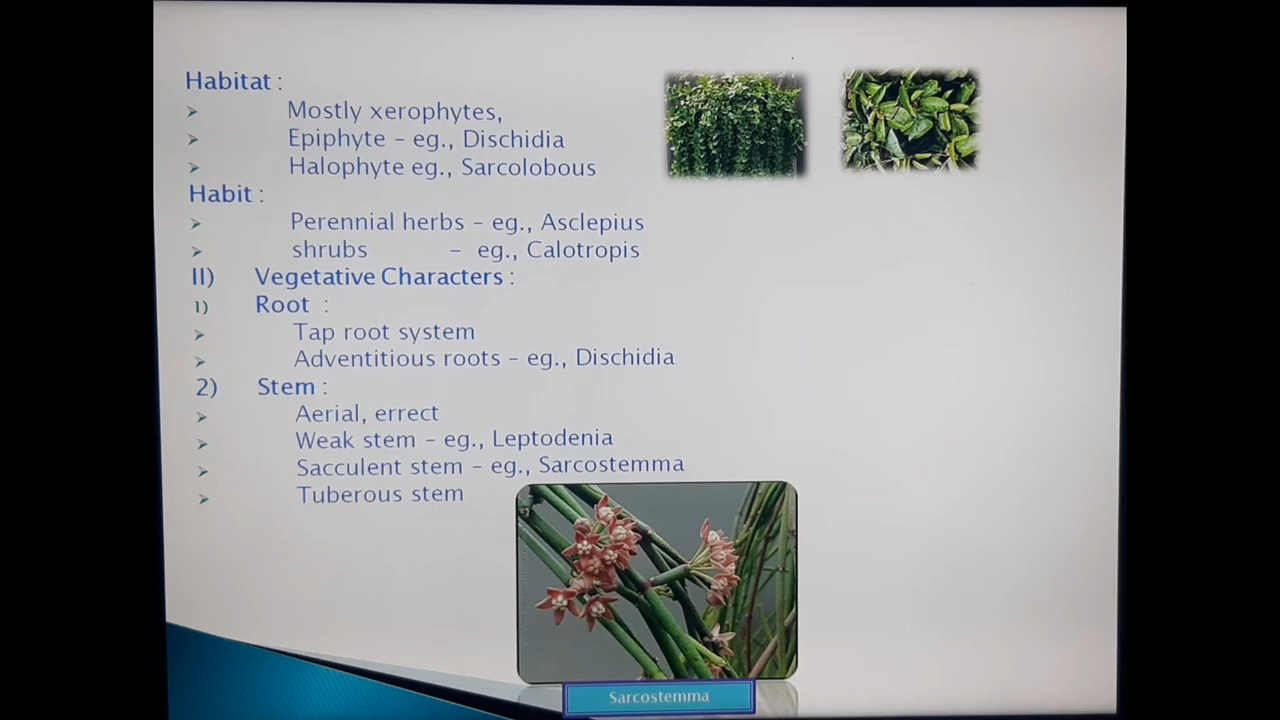 Habitat :
➢ Mostly xerophytes,
➢ Epiphyte – eg., Dischidia
➢ Halophyte eg., Sarcolobous
Habit :
➢ Perennial herbs – eg., Asclepius
➢ shrubs – eg., Calotropis
II) Vegetative Characters :
1) Root :
➢ Tap root system
➢ Adventitious roots – eg., Dischidia
2) Stem :
➢ Aerial, errect
➢ Weak stem – eg., Leptodenia
➢ Sacculent stem – eg., Sarcostemma
➢ Tuberous stem
Sarcostemma